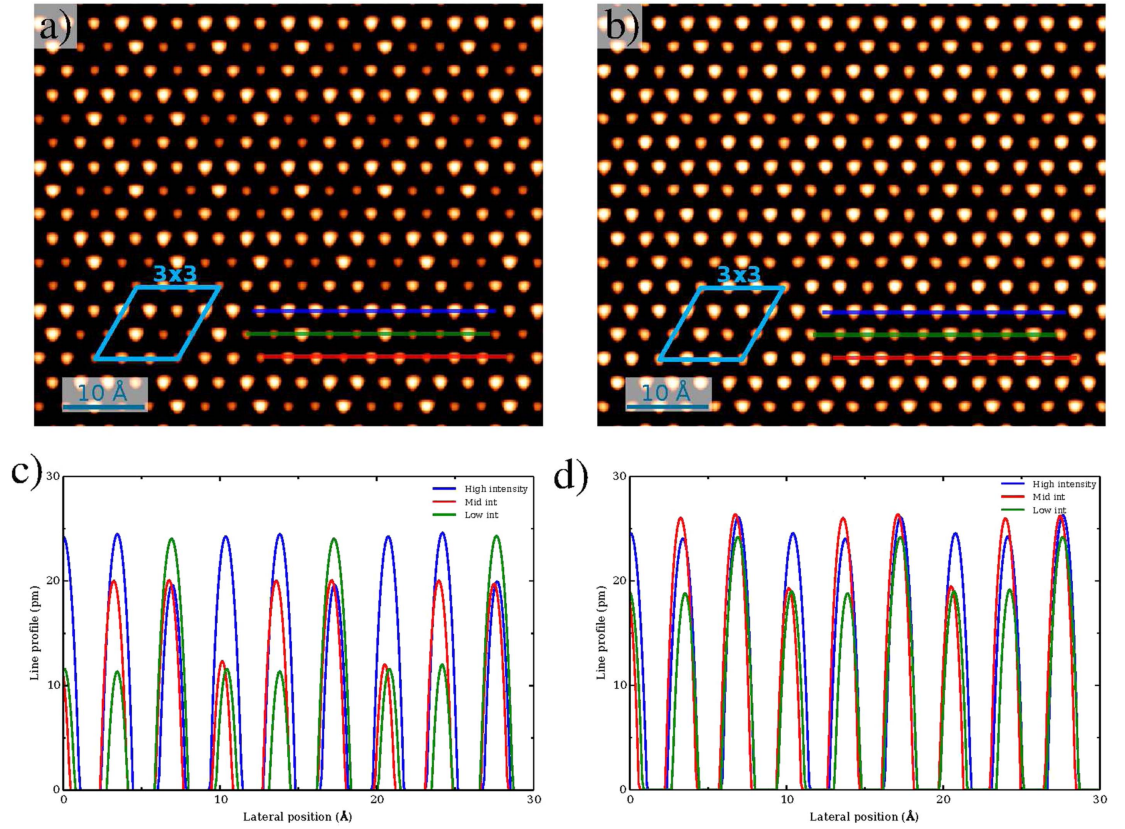 a)
b)
3x3
3x3
10 Å
10 Å
c)
d)
30
20
10
0
Line profile (pm)
High intensity
Mid int
Low int
0
10
20
30
Lateral position (Å)
30
20
10
0
Line profile (pm)
High intensity
Mid int
Low int
0
10
20
30
Lateral position (Å)